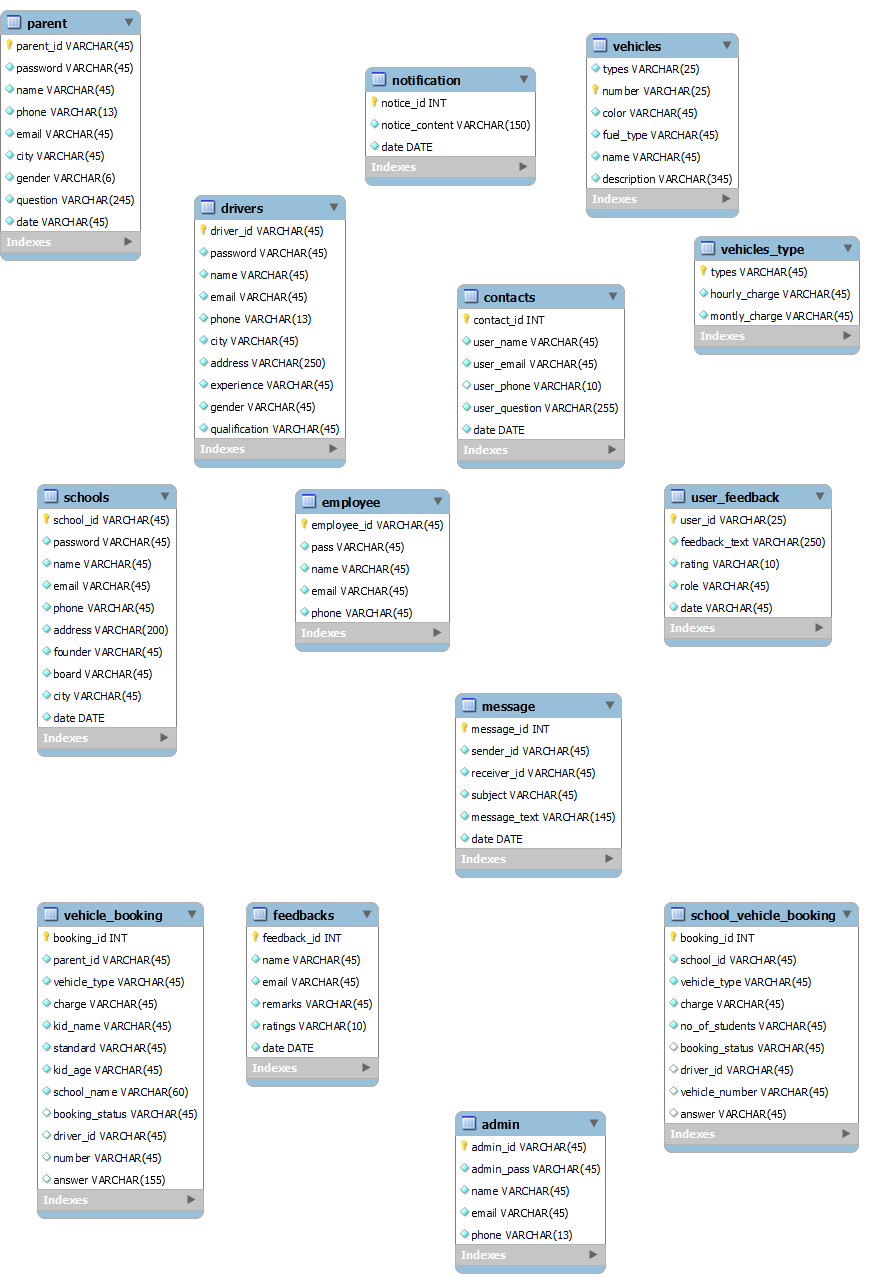 parent
parent_id VARCHAR(45)
password VARCHAR(45)
name VARCHAR(45)
phone VARCHAR(13)
email VARCHAR(45)
city VARCHAR(45)
gender VARCHAR(6)
question VARCHAR(245)
date VARCHAR(45)
Indexes
notification
notice_id INT
notice_content VARCHAR(150)
date DATE
Indexes
vehicles
types VARCHAR(25)
number VARCHAR(25)
color VARCHAR(45)
fuel_type VARCHAR(45)
name VARCHAR(45)
description VARCHAR(345)
Indexes
drivers
driver_id VARCHAR(45)
password VARCHAR(45)
name VARCHAR(45)
email VARCHAR(45)
phone VARCHAR(13)
city VARCHAR(45)
address VARCHAR(250)
experience VARCHAR(45)
gender VARCHAR(45)
qualification VARCHAR(45)
Indexes
vehicles_type
types VARCHAR(45)
hourly_charge VARCHAR(45)
montly_charge VARCHAR(45)
Indexes
contacts
contact_id INT
user_name VARCHAR(45)
user_email VARCHAR(45)
user_phone VARCHAR(10)
user_question VARCHAR(255)
date DATE
Indexes
schools
school_id VARCHAR(45)
password VARCHAR(45)
name VARCHAR(45)
email VARCHAR(45)
phone VARCHAR(45)
address VARCHAR(200)
founder VARCHAR(45)
board VARCHAR(45)
city VARCHAR(45)
date DATE
Indexes
employee
employee_id VARCHAR(45)
pass VARCHAR(45)
name VARCHAR(45)
email VARCHAR(45)
phone VARCHAR(45)
Indexes
user_feedback
user_id VARCHAR(25)
feedback_text VARCHAR(250)
rating VARCHAR(10)
role VARCHAR(45)
date VARCHAR(45)
Indexes
message
message_id INT
sender_id VARCHAR(45)
receiver_id VARCHAR(45)
subject VARCHAR(45)
message_text VARCHAR(145)
date DATE
Indexes
vehicle_booking
booking_id INT
parent_id VARCHAR(45)
vehicle_type VARCHAR(45)
charge VARCHAR(45)
kid_name VARCHAR(45)
standard VARCHAR(45)
kid_age VARCHAR(45)
school_name VARCHAR(60)
booking_status VARCHAR(45)
driver_id VARCHAR(45)
number VARCHAR(45)
answer VARCHAR(155)
Indexes
feedbacks
feedback_id INT
name VARCHAR(45)
email VARCHAR(45)
remarks VARCHAR(45)
ratings VARCHAR(10)
date DATE
Indexes
school_vehicle_booking
booking_id INT
school_id VARCHAR(45)
vehicle_type VARCHAR(45)
charge VARCHAR(45)
no_of_students VARCHAR(45)
booking_status VARCHAR(45)
driver_id VARCHAR(45)
vehicle_number VARCHAR(45)
answer VARCHAR(45)
Indexes
admin
admin_id VARCHAR(45)
admin_pass VARCHAR(45)
name VARCHAR(45)
email VARCHAR(45)
phone VARCHAR(13)
Indexes